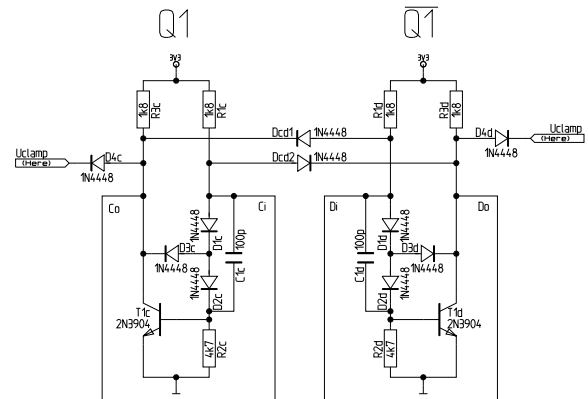 Q1 Q1
3V3 3V3
R3c 1k8 R1c 1k8 R1d 1k8 R3d 1k8
Dcd1 1N4448 D4d
Uclamp D4c Dcd2 1N4448 1N4448 Uclamp
(Here) 1N4448 (Here)
Co Ci Di Do
1N4448 D1c 100p C1c 100p C1d 1N4448 D1d
D3c D3d
1N4448 1N4448
1N4448 D2c 1N4448 D2d
T1c T1d
2N3904 2N3904
4k7 R2c R2d 4k7